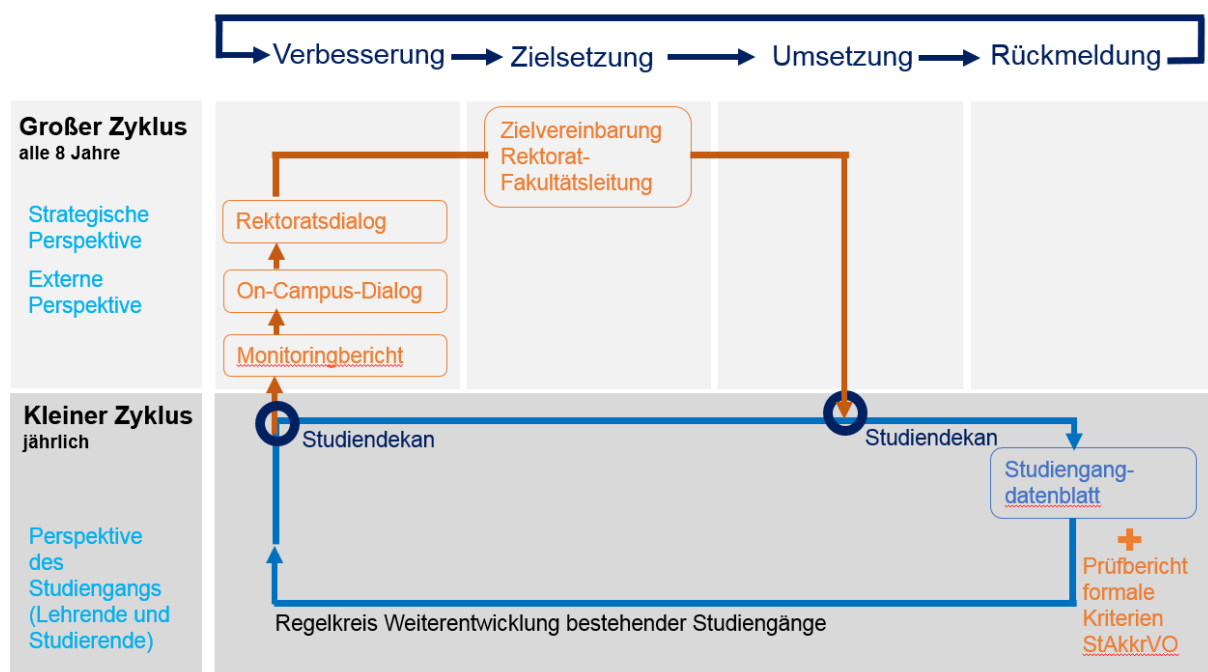 Verbesserung
Zielsetzung
Umsetzung
Rückmeldung
Großer Zyklus
alle 8 Jahre
Strategische
Perspektive
Externe
Perspektive
Zielvereinbarung
Rektorat-
Fakultätsleitung
Rektoratsdialog
On-Campus-Dialog
Monitoringbericht
Kleiner Zyklus
jährlich
Perspektive
des
Studiengangs
(Lehrende und
Studierende)
Studiendekan
Studiendekan
Studiengang-
datenblatt
Prüfbericht
formale
Kriterien
StAkkrVO
Regelkreis Weiterentwicklung bestehender Studiengänge